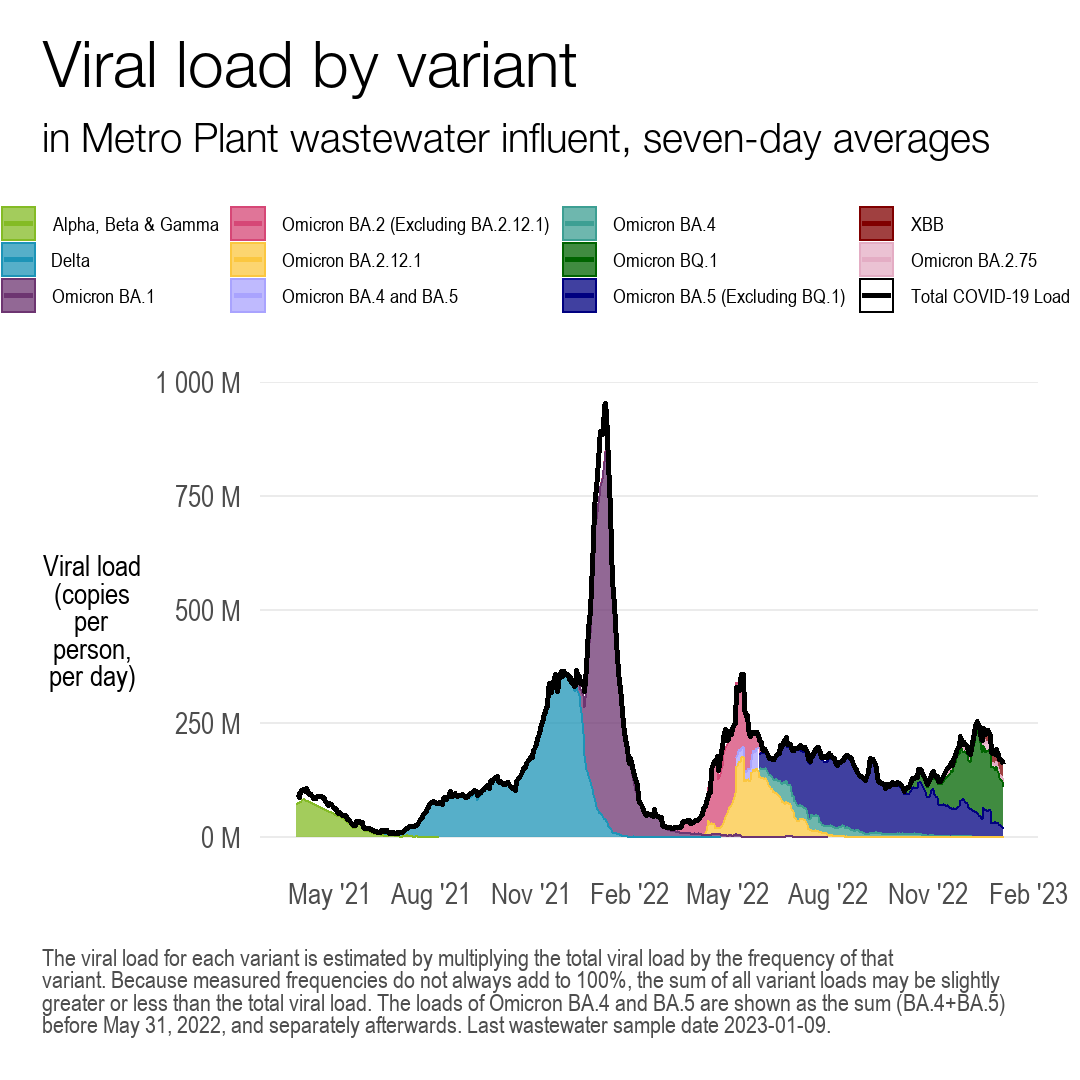 Viral load by variant
in Metro Plant wastewater influent, seven-day averages
Alpha, Beta & Gamma
Omicron BA.2 (Excluding BA.2.12.1)
Omicron BA.4
XBB
Delta
Omicron BA.2.12.1
Omicron BQ.1
Omicron BA.2.75
Omicron BA.1
Omicron BA.4 and BA.5
Omicron BA.5 (Excluding BQ.1)
Total COVID-19 Load
1 000 M
750 M
500 M
250 M
0 M
Viral load
(copies
per
person,
per day)
May '21
Aug '21
Nov '21
Feb '22
May '22
Aug '22
Nov '22
Feb '23
The viral load for each variant is estimated by multiplying the total viral load by the frequency of that
variant. Because measured frequencies do not always add to 100%, the sum of all variant loads may be slightly
greater or less than the total viral load. The loads of Omicron BA.4 and BA.5 are shown as the sum (BA.4+BA.5)
before May 31, 2022, and separately afterwards. Last wastewater sample date 2023-01-09.